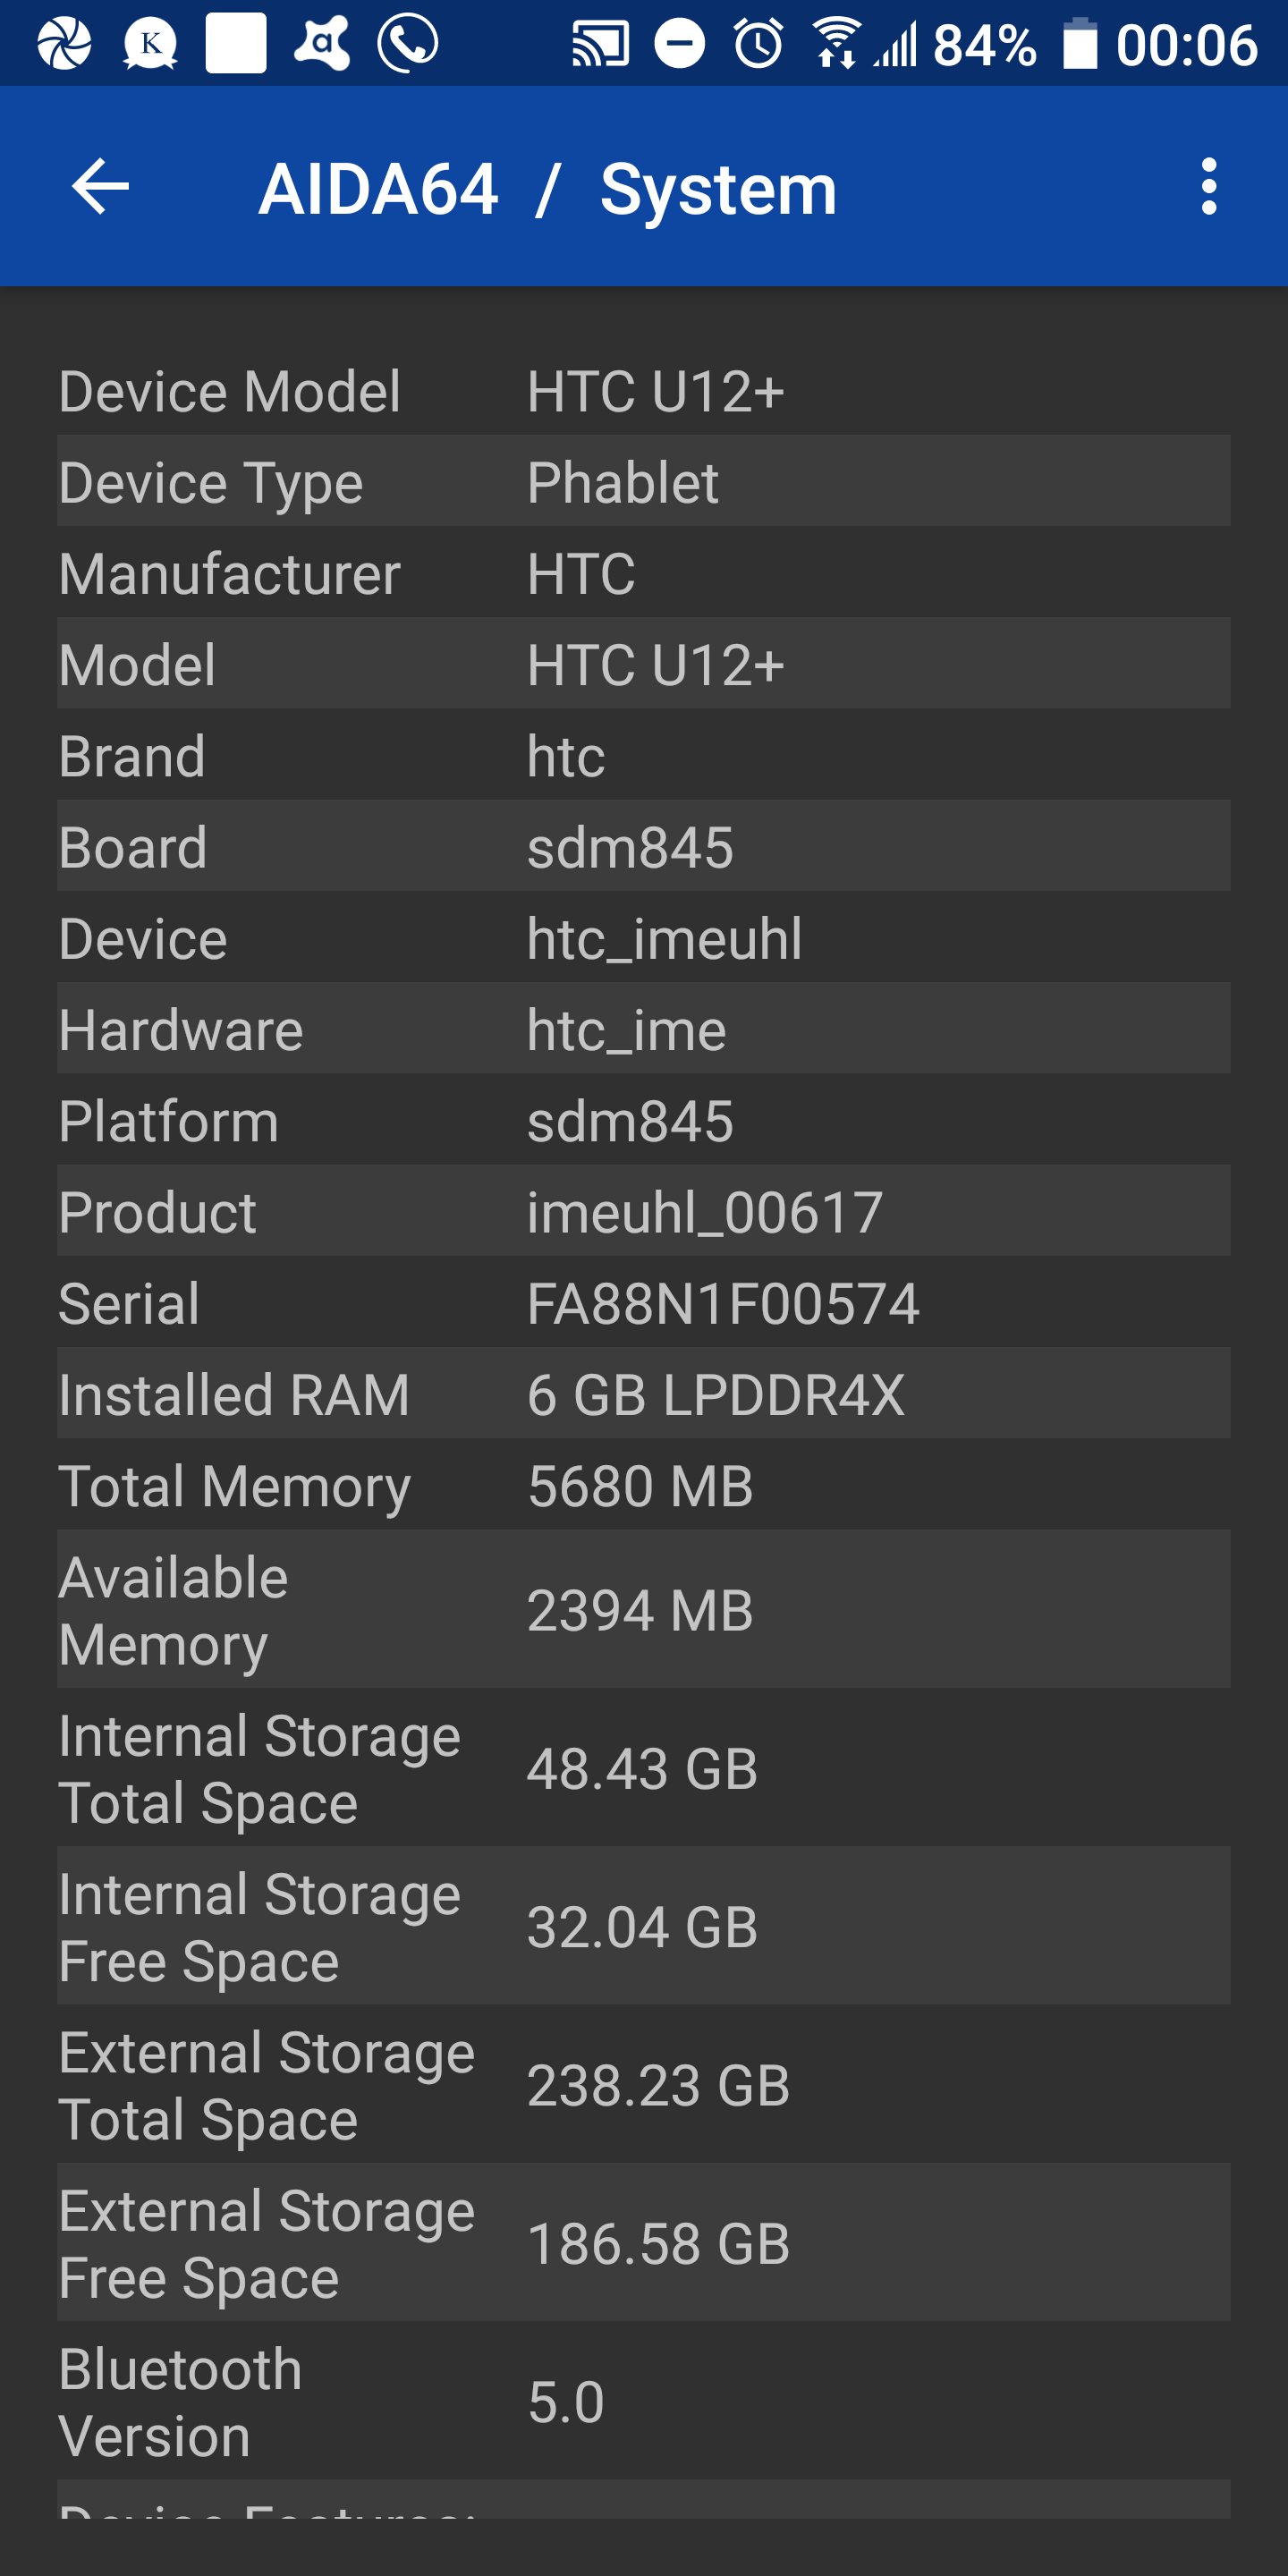 K
a
84% 00:06
AIDA64 / System
Device Model HTC U12+
Device Type Phablet
Manufacturer HTC
Model HTC U12+
Brand htc
Board sdm845
Device htc_imeuhl
Hardware htc_ime
Platform sdm845
Product imeuhl_00617
Serial FA88N1F00574
Installed RAM 6 GB LPDDR4X
Total Memory 5680 MB
Available
Memory 2394 MB
Internal Storage
Total Space 48.43 GB
Internal Storage
Free Space 32.04 GB
External Storage
Total Space 238.23 GB
External Storage
Free Space 186.58 GB
Bluetooth
Version 5.0
Device Features: